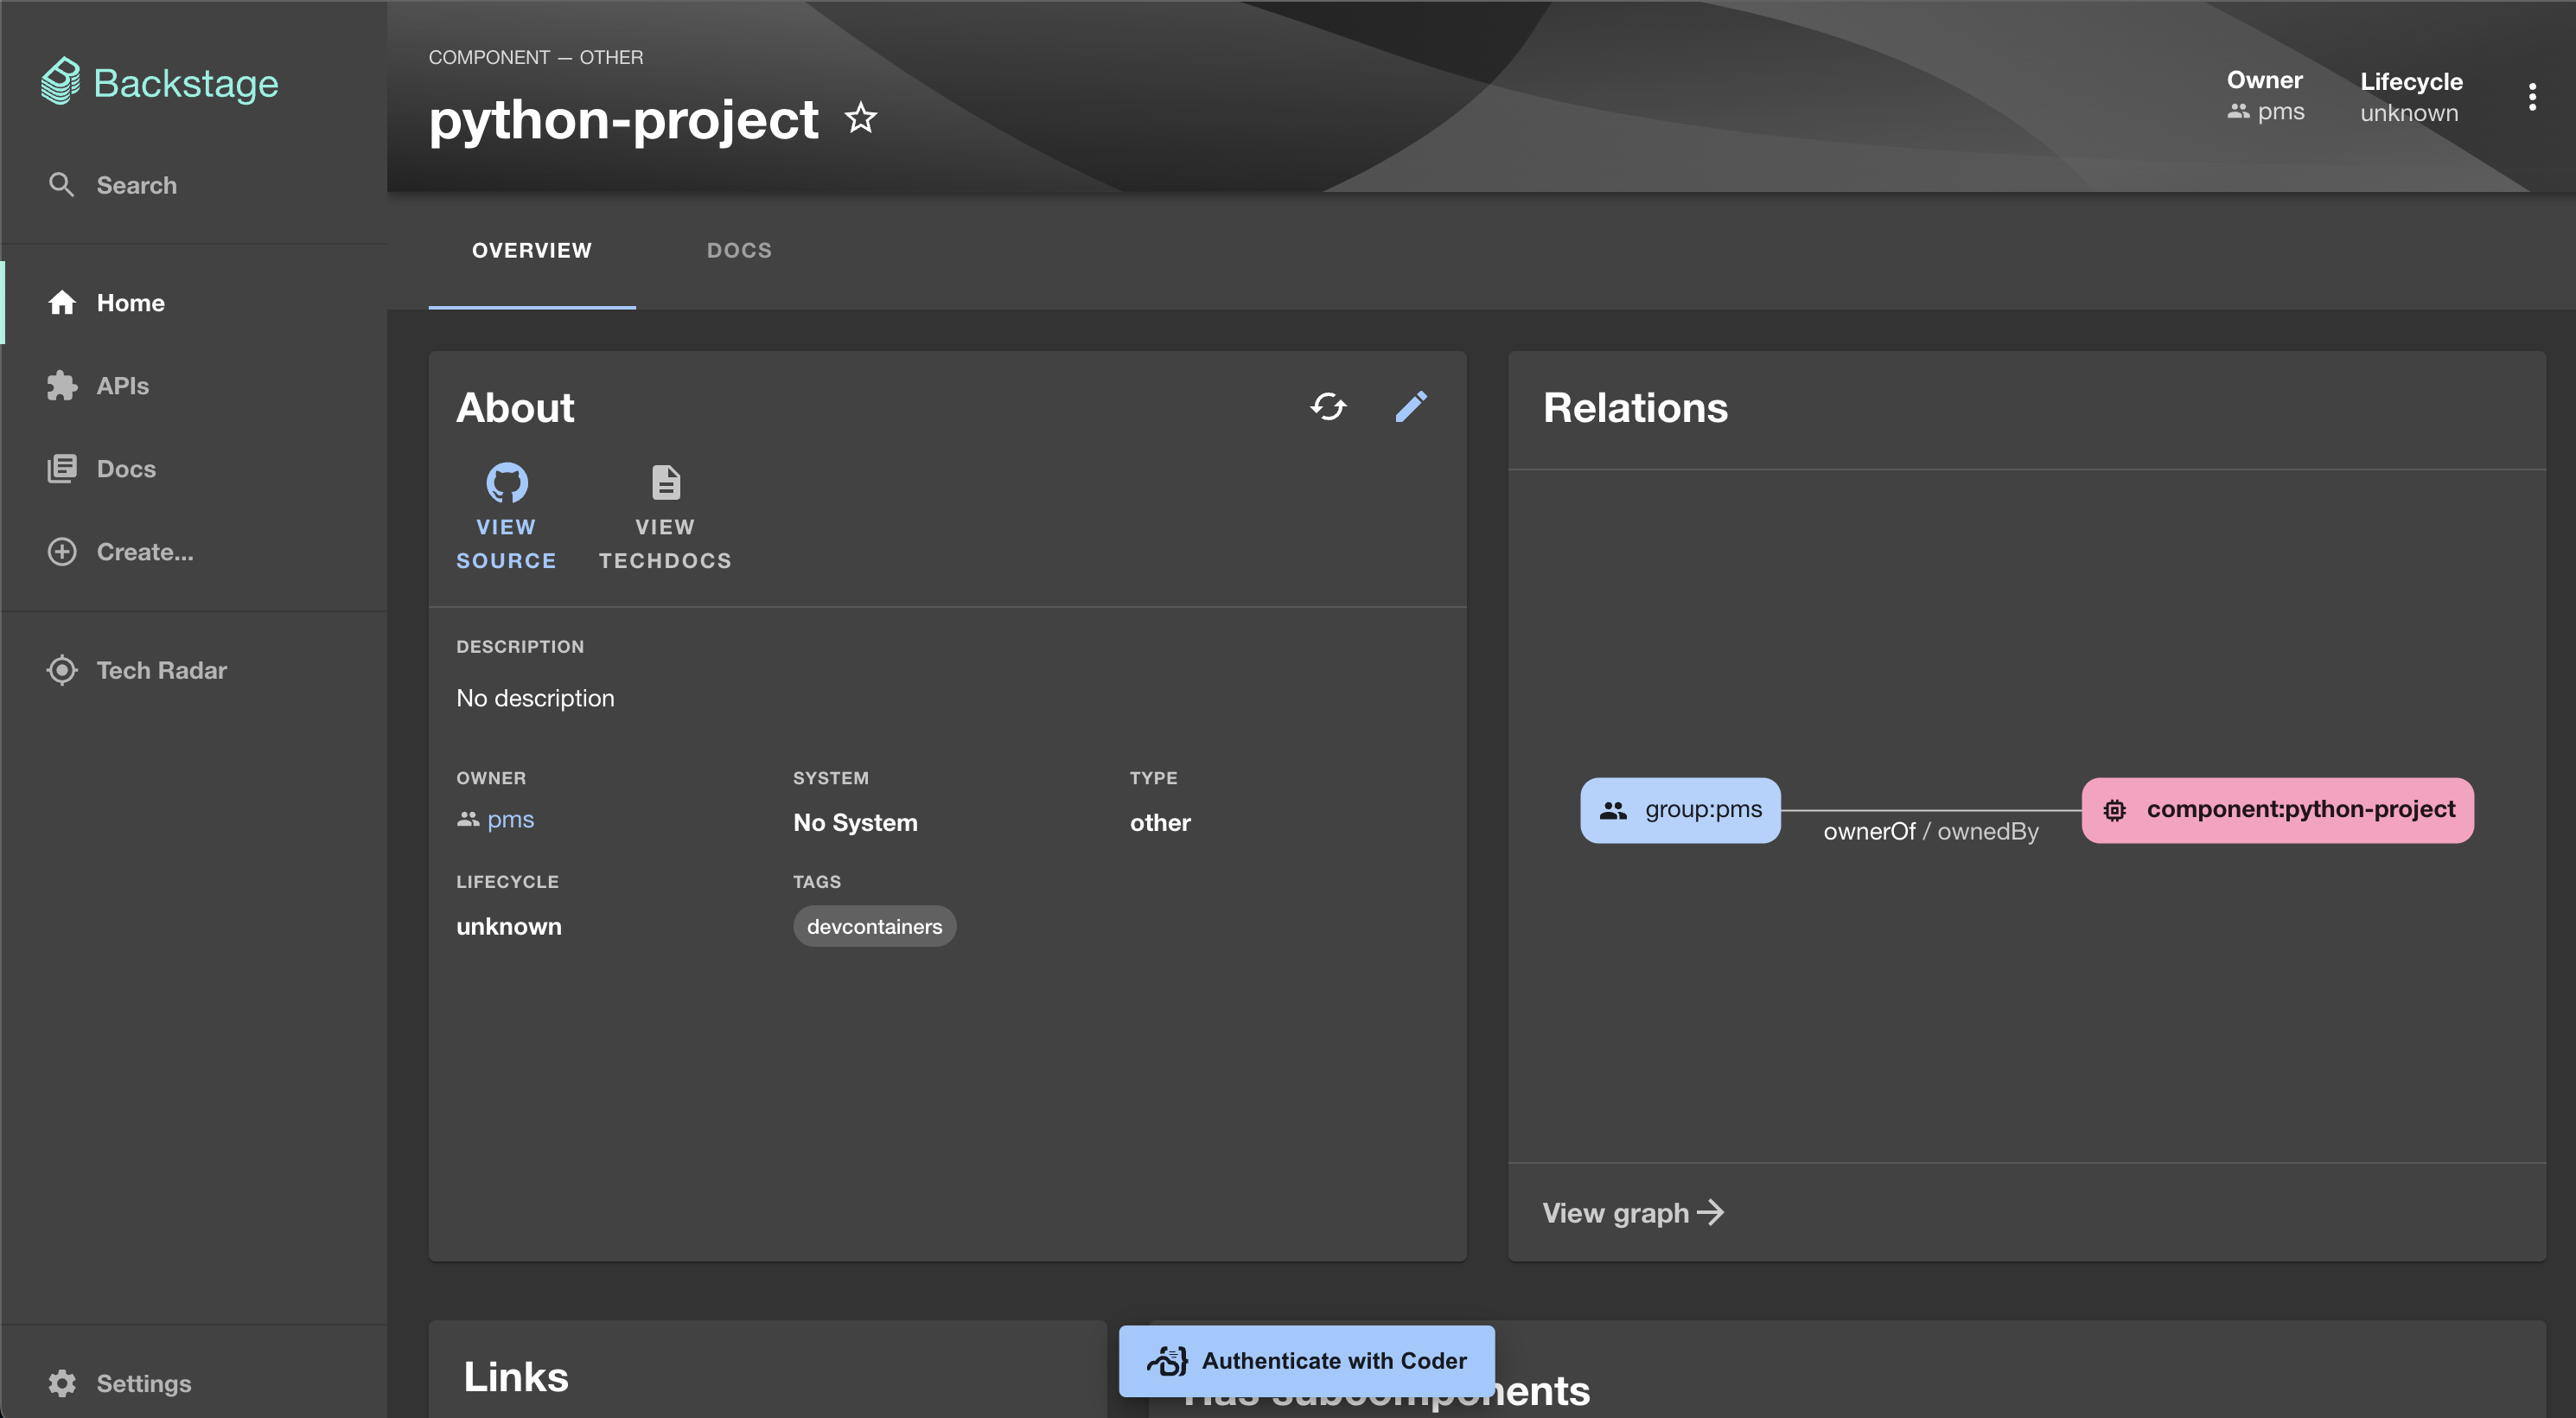 Backstage
Search
Home
APIs
Docs
Create...
Tech Radar
Settings
COMPONENT — OTHER
python-project
Owner
pms
Lifecycle
unknown
OVERVIEW
DOCS
About
VIEW
SOURCE
VIEW
TECHDOCS
DESCRIPTION
No description
OWNER
pms
SYSTEM
No System
TYPE
other
LIFECYCLE
unknown
TAGS
devcontainers
Relations
group:pms
ownerOf / ownedBy
component:python-project
View graph
Links
Authenticate with Coder
Has subcomponents